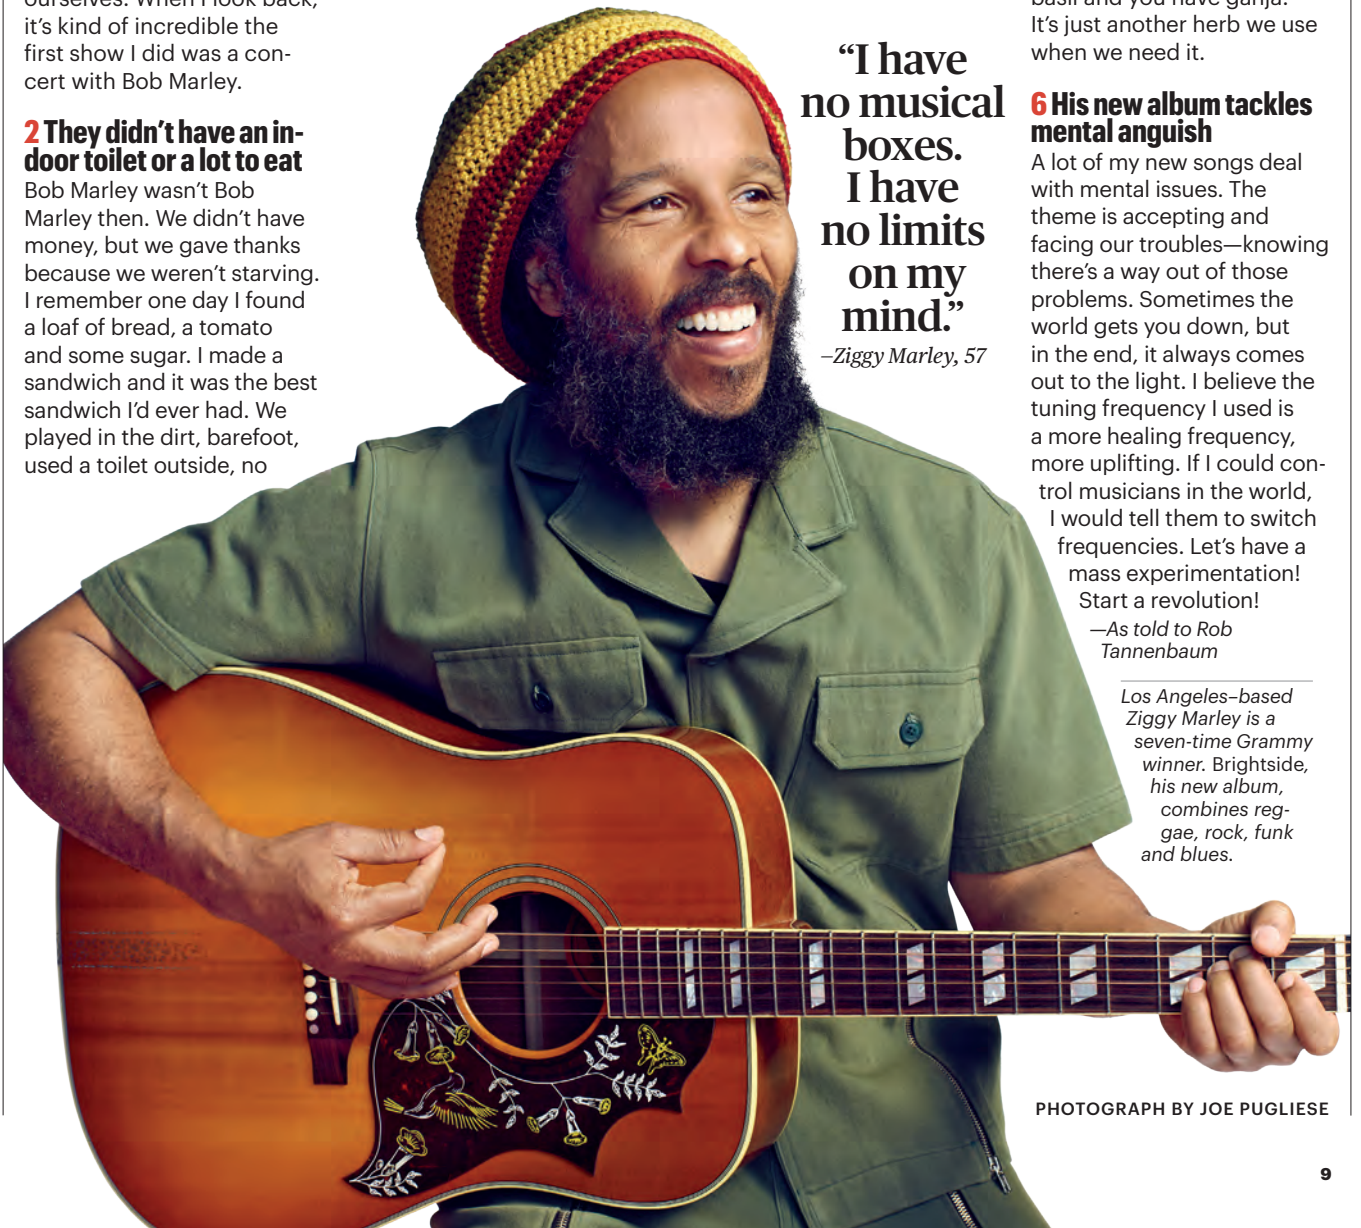 ourselves. When I look back,
it's kind of incredible the
first show I did was a con-
cert with Bob Marley.
2 They didn't have an in-
door toilet or a lot to eat
Bob Marley wasn't Bob
Marley then. We didn't have
money, but we gave thanks
because we weren't starving.
I remember one day I found
a loaf of bread, a tomato
and some sugar. I made a
sandwich and it was the best
sandwich I'd ever had. We
played in the dirt, barefoot,
used a toilet outside, no
“I have
no musical
boxes.
I have
no limits
on my
mind.”
–Ziggy Marley, 57
basil and you have ganja.
It's just another herb we use
when we need it.
6 His new album tackles
mental anguish
A lot of my new songs deal
with mental issues. The
theme is accepting and
facing our troubles—knowing
there's a way out of those
problems. Sometimes the
world gets you down, but
in the end, it always comes
out to the light. I believe the
tuning frequency I used is
a more healing frequency,
more uplifting. If I could con-
trol musicians in the world,
I would tell them to switch
frequencies. Let's have a
mass experimentation!
Start a revolution!
—As told to Rob
Tannenbaum
Los Angeles–based
Ziggy Marley is a
seven-time Grammy
winner. Brightside,
his new album,
combines reg-
gae, rock, funk
and blues.
PHOTOGRAPH BY JOE PUGLIESE
9